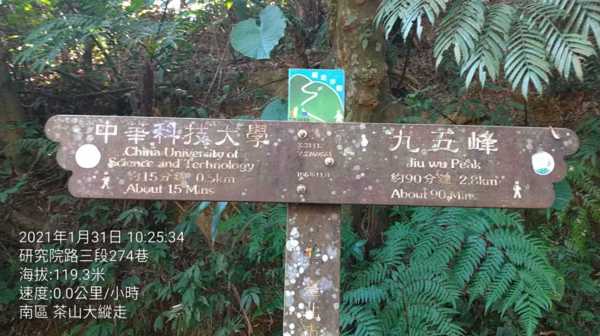 中華科技大學
China University of
Science and Technology
約15分鐘 0.5km
About 15 Mins
九五峰
Jiu wu Peak
約90分鐘 2.8km
About 90 Mins
2021年1月31日 10:25:34
研究院路三段274巷
海拔:119.3米
速度:0.0公里/小時
南區 茶山大縱走